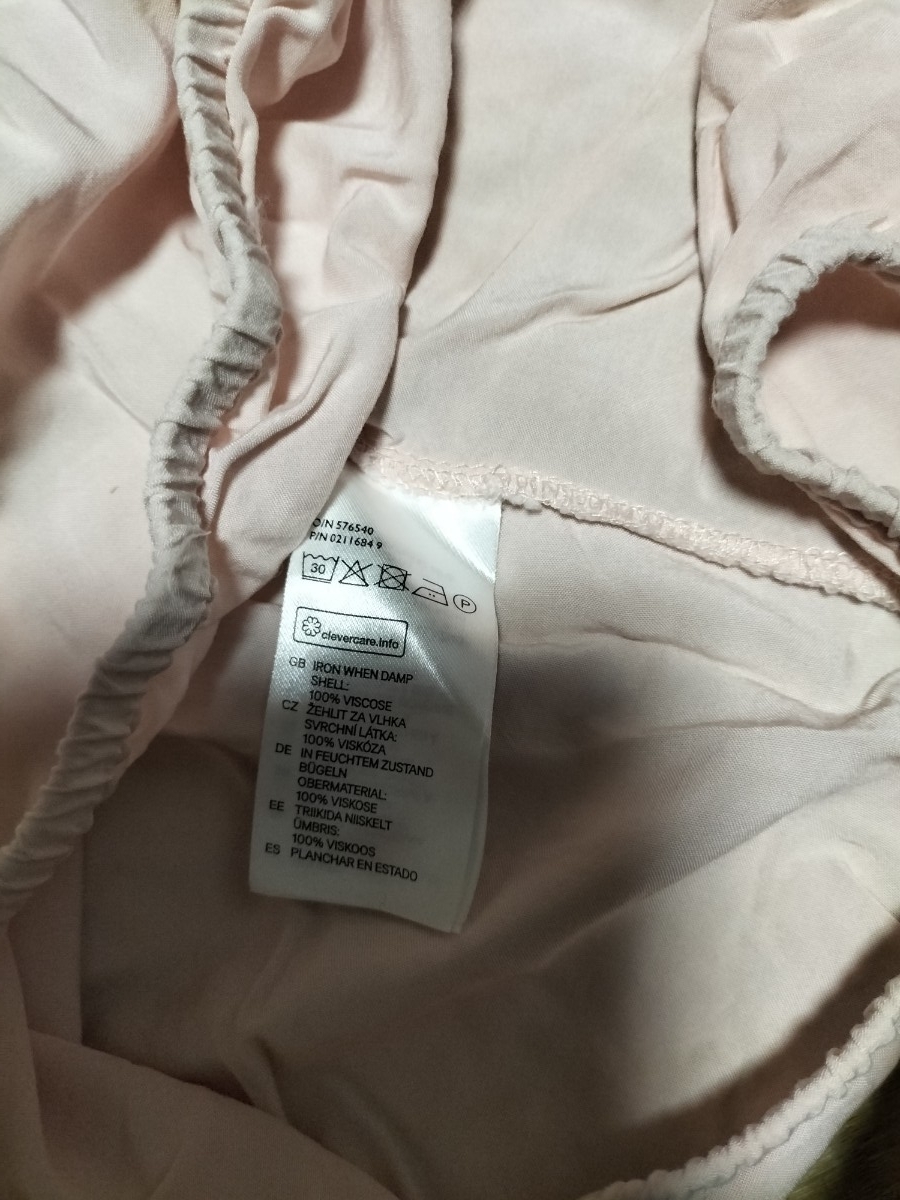 O/N 576540
P/N 0211684 9
30 P
clevercare.info
GB IRON WHEN DAMP
SHELL:
100% VISCOSE
CZ ŽEHLIT ZA VLHKA
SVRCHNÍ LÁTKA:
100% VISKÓZA
DE IN FEUCHTEM ZUSTAND
BÜGELN
OBERMATERIAL:
100% VISKOSE
EE TRIIKIDA NIISKELT
ÜMBRIS:
100% VISKOOS
ES PLANCHAR EN ESTADO